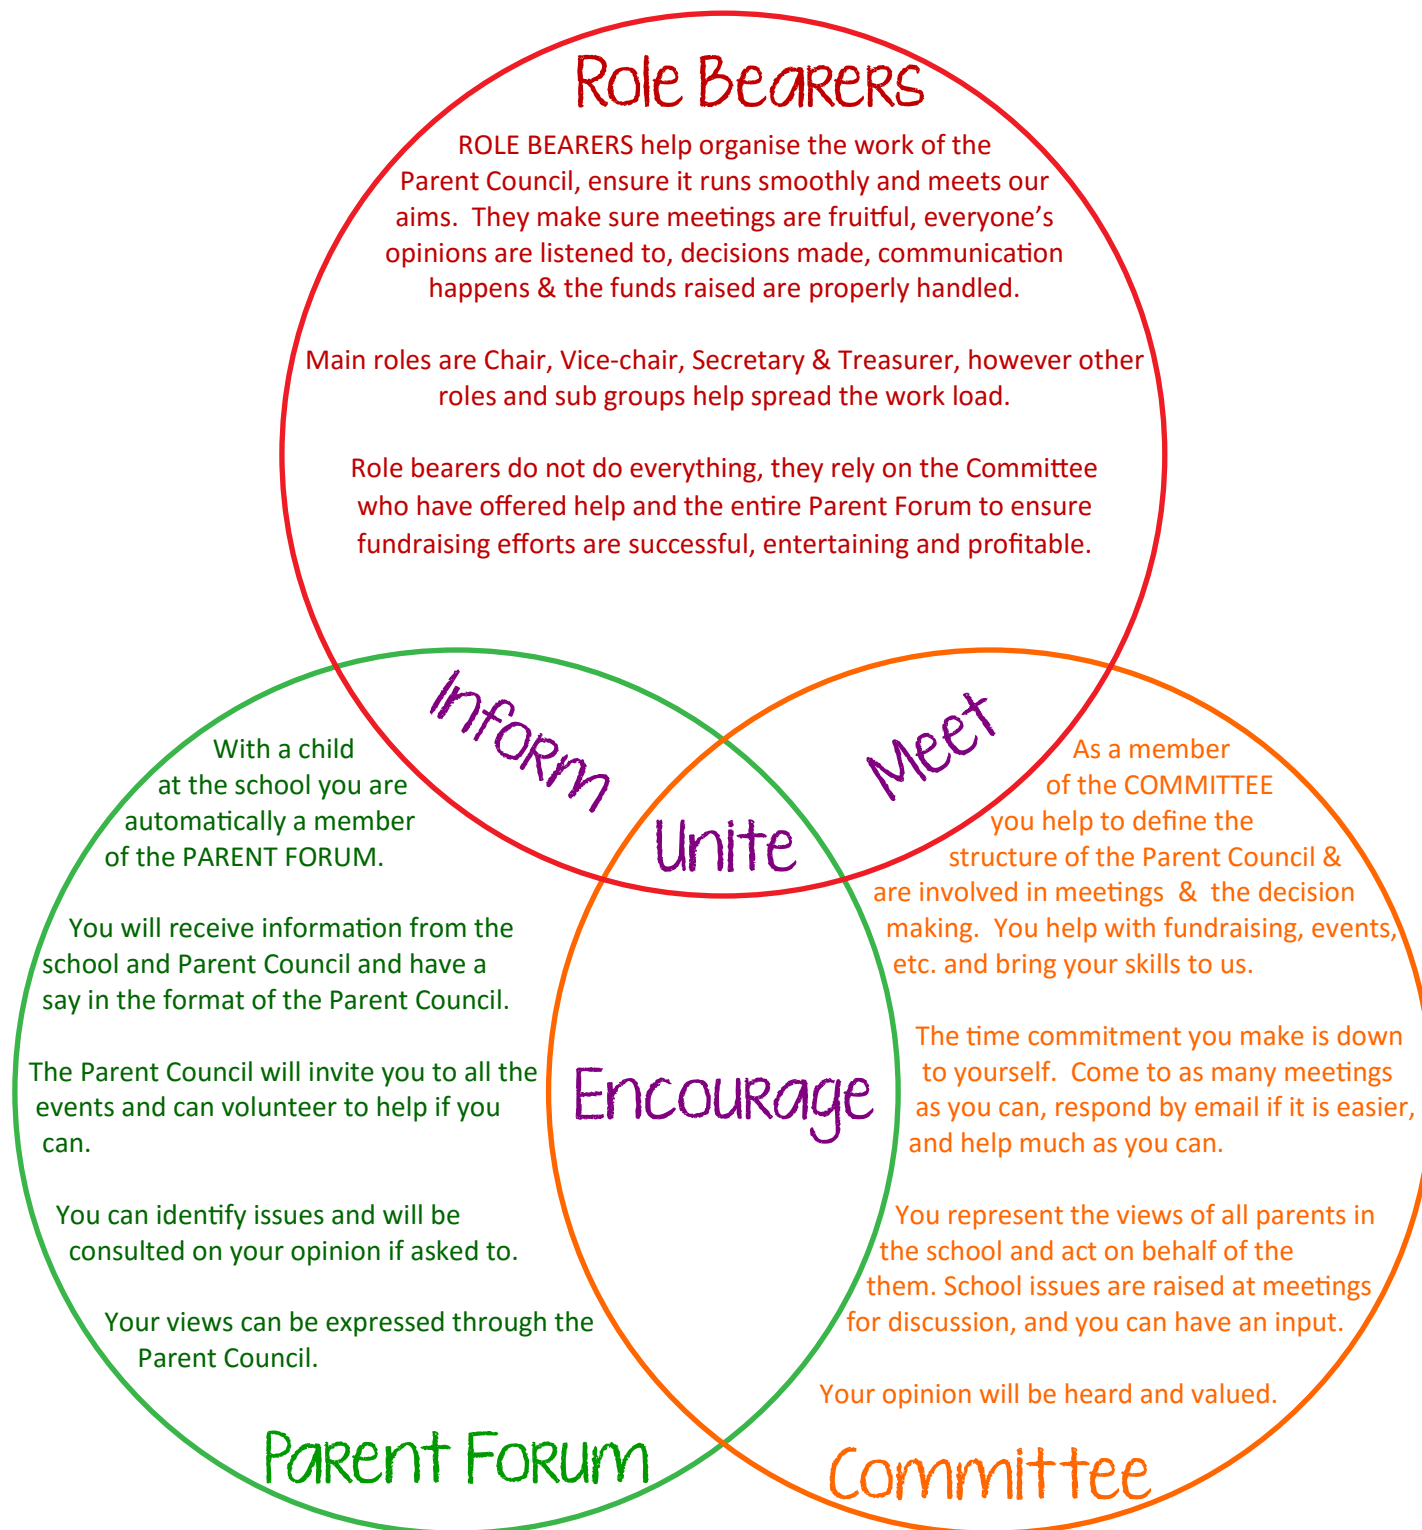 Role Bearers
ROLE BEARERS help organise the work of the
Parent Council, ensure it runs smoothly and meets our
aims.  They make sure meetings are fruitful, everyone’s
opinions are listened to, decisions made, communication
happens & the funds raised are properly handled.
Main roles are Chair, Vice-chair, Secretary & Treasurer, however other
roles and sub groups help spread the work load.
Role bearers do not do everything, they rely on the Committee
who have offered help and the entire Parent Forum to ensure
fundraising efforts are successful, entertaining and profitable.
Inform
Meet
Unite
Encourage
With a child
at the school you are
automatically a member
of the PARENT FORUM.
You will receive information from the
school and Parent Council and have a
say in the format of the Parent Council.
The Parent Council will invite you to all the
events and can volunteer to help if you
can.
You can identify issues and will be
consulted on your opinion if asked to.
Your views can be expressed through the
Parent Council.
Parent Forum
As a member
of the COMMITTEE
you help to define the
structure of the Parent Council &
are involved in meetings  &  the decision
making.  You help with fundraising, events,
etc. and bring your skills to us.
The time commitment you make is down
to yourself.  Come to as many meetings
as you can, respond by email if it is easier,
and help much as you can.
You represent the views of all parents in
the school and act on behalf of the
them. School issues are raised at meetings
for discussion, and you can have an input.
Your opinion will be heard and valued.
Committee